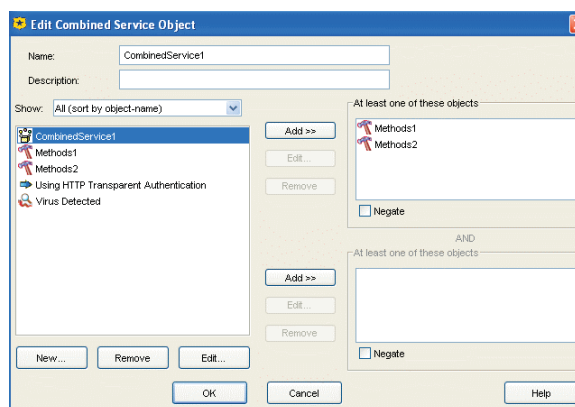 Edit Combined Service Object
Name: CombinedService1
Description:
Show: All (sort by object-name)
CombinedService1
Methods1
Methods2
Using HTTP Transparent Authentication
Virus Detected
New... Remove Edit...
Add >>
Edit...
Remove
At least one of these objects
Methods1
Methods2
Negate
AND
Add >>
Edit...
Remove
At least one of these objects
Negate
OK Cancel Help